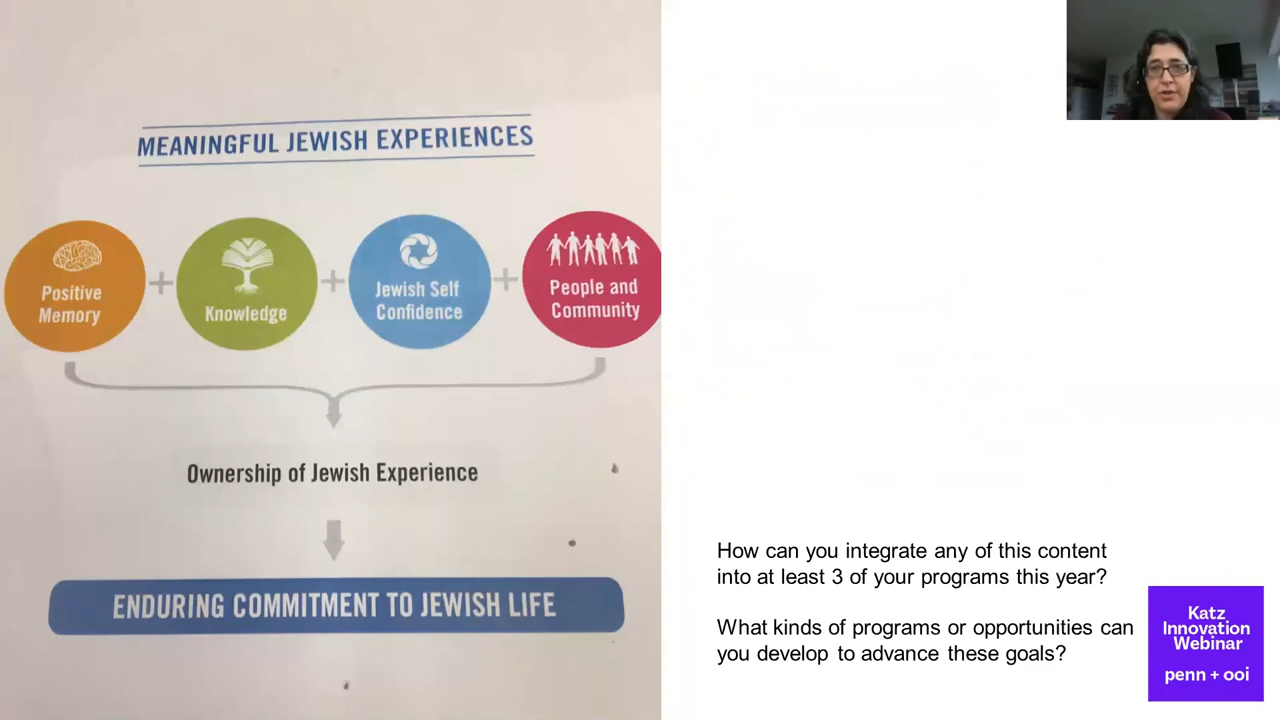 MEANINGFUL JEWISH EXPERIENCES
Positive
Memory
Knowledge
Jewish Self
Confidence
People and
Community
Ownership of Jewish Experience
ENDURING COMMITMENT TO JEWISH LIFE
How can you integrate any of this content
into at least 3 of your programs this year?
What kinds of programs or opportunities can
you develop to advance these goals?
Katz
Innovation
Webinar
penn + ooi